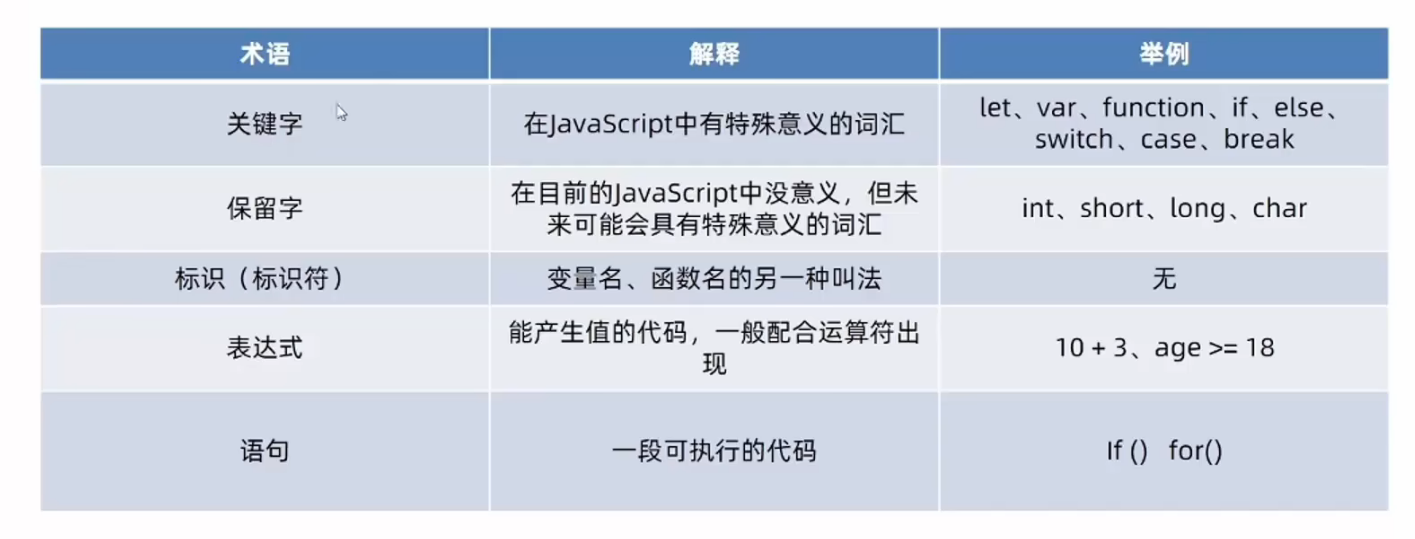 术语 解释 举例
关键字 在JavaScript中有特殊意义的词汇 let、var、function、if、else、
switch、case、break
保留字 在目前的JavaScript中没意义，但未
来可能会具有特殊意义的词汇 int、short、long、char
标识（标识符） 变量名、函数名的另一种叫法 无
表达式 能产生值的代码，一般配合运算符出
现 10 + 3、age >= 18
语句 一段可执行的代码 If () for()